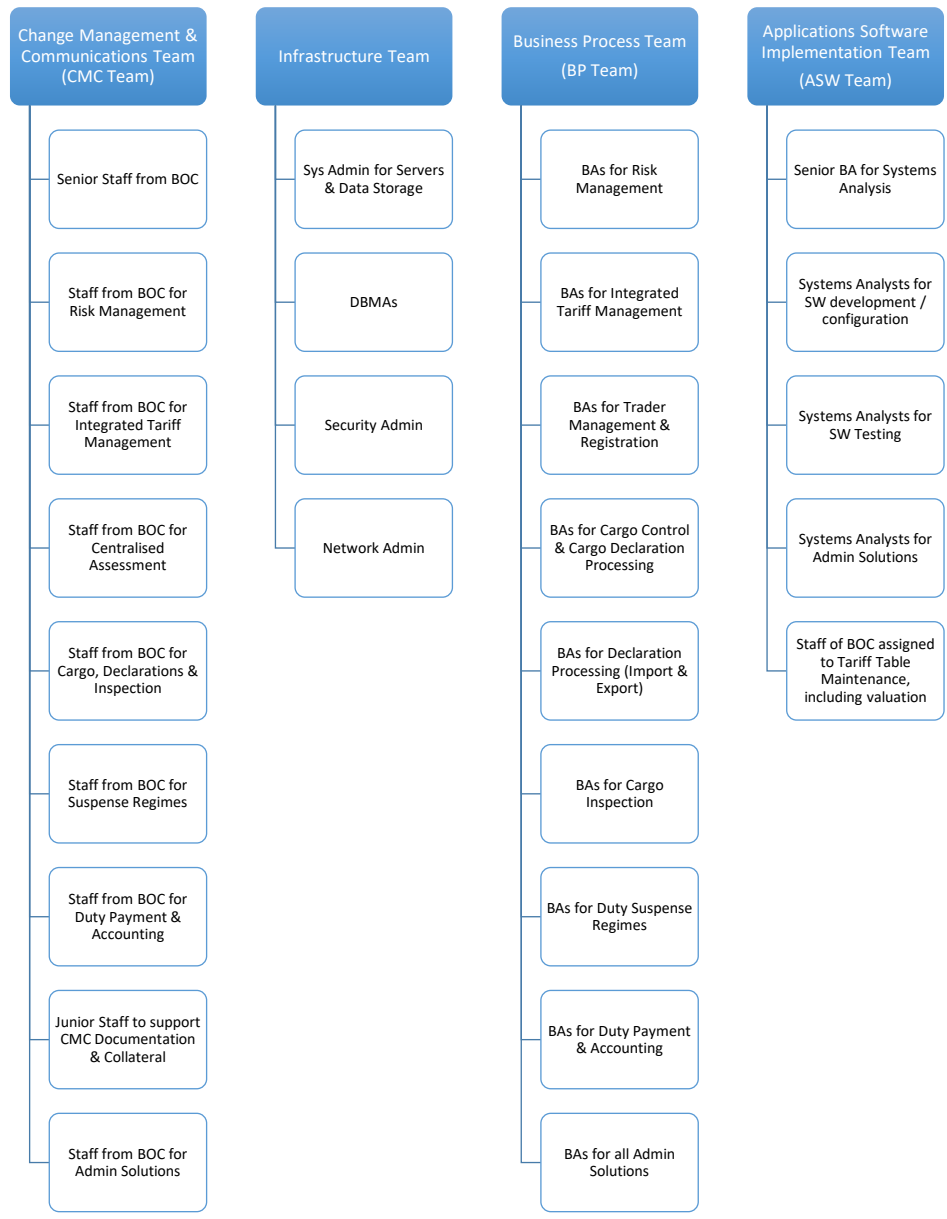 Change Management &
Communications Team
(CMC Team)
Senior Staff from BOC
Staff from BOC for
Risk Management
Staff from BOC for
Integrated Tariff
Management
Staff from BOC for
Centralised
Assessment
Staff from BOC for
Cargo, Declarations &
Inspection
Staff from BOC for
Suspense Regimes
Staff from BOC for
Duty Payment &
Accounting
Junior Staff to support
CMC Documentation
& Collateral
Staff from BOC for
Admin Solutions
Infrastructure Team
Sys Admin for Servers
& Data Storage
DBMAs
Security Admin
Network Admin
Business Process Team
(BP Team)
BAs for Risk
Management
BAs for Integrated
Tariff Management
BAs for Trader
Management &
Registration
BAs for Cargo Control
& Cargo Declaration
Processing
BAs for Declaration
Processing (Import &
Export)
BAs for Cargo
Inspection
BAs for Duty Suspense
Regimes
BAs for Duty Payment
& Accounting
BAs for all Admin
Solutions
Applications Software
Implementation Team
(ASW Team)
Senior BA for Systems
Analysis
Systems Analysts for
SW development /
configuration
Systems Analysts for
SW Testing
Systems Analysts for
Admin Solutions
Staff of BOC assigned
to Tariff Table
Maintenance,
including valuation